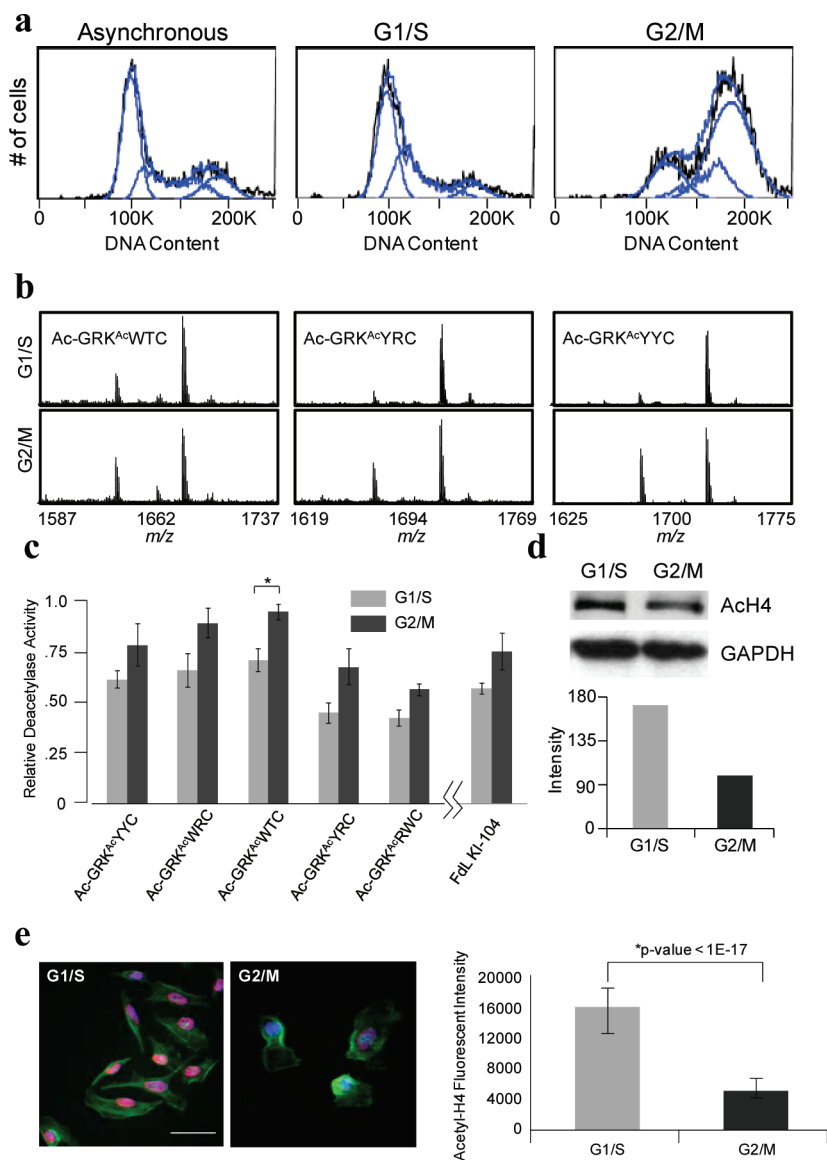 a
Asynchronous
G1/S
G2/M
# of cells
0 100K 200K
0 100K 200K
0 100K 200K
DNA Content
DNA Content
DNA Content
b
G1/S
Ac-GRKᴬᶜWTC
Ac-GRKᴬᶜYRC
Ac-GRKᴬᶜYYC
G2/M
1587 1662 1737
1619 1694 1769
1625 1700 1775
m/z
m/z
m/z
c
Relative Deacetylase Activity
1.0
.75
.50
.25
0
*
G1/S
G2/M
Ac-GRKᴬᶜYYC
Ac-GRKᴬᶜWRC
Ac-GRKᴬᶜWTC
Ac-GRKᴬᶜYRC
Ac-GRKᴬᶜRWC
FdL KI-104
d
G1/S G2/M
AcH4
GAPDH
Intensity
180
135
90
0
G1/S G2/M
e
G1/S
G2/M
Acetyl-H4 Fluorescent Intensity
*p-value < 1E-17
20000
16000
12000
8000
4000
0
G1/S G2/M